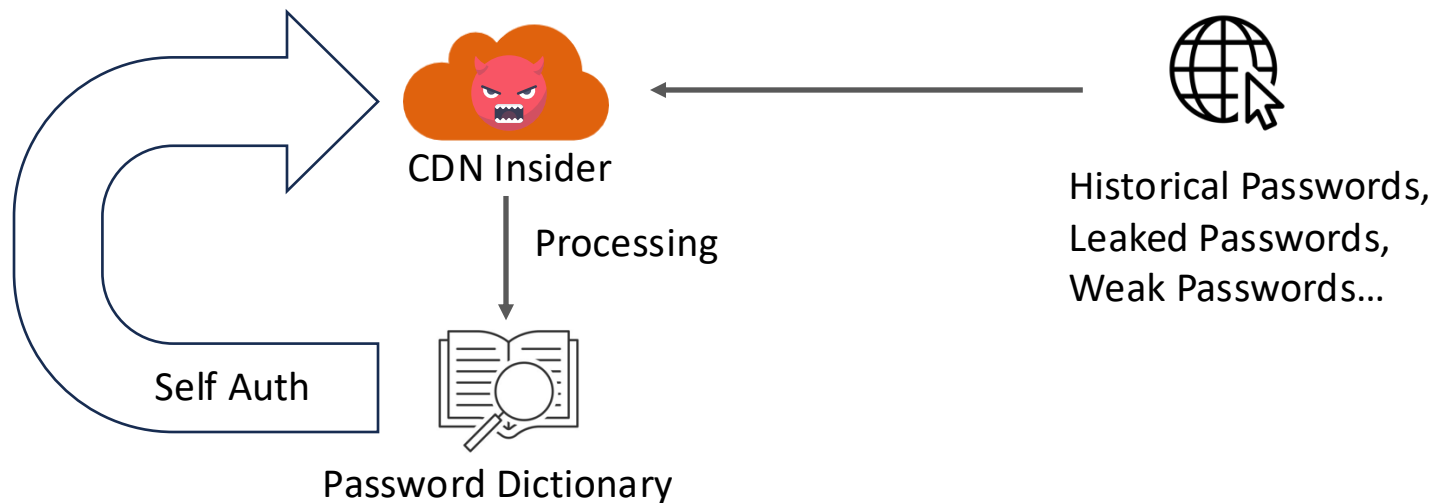 CDN Insider
Historical Passwords,
Leaked Passwords,
Weak Passwords…
Processing
Self Auth
Password Dictionary